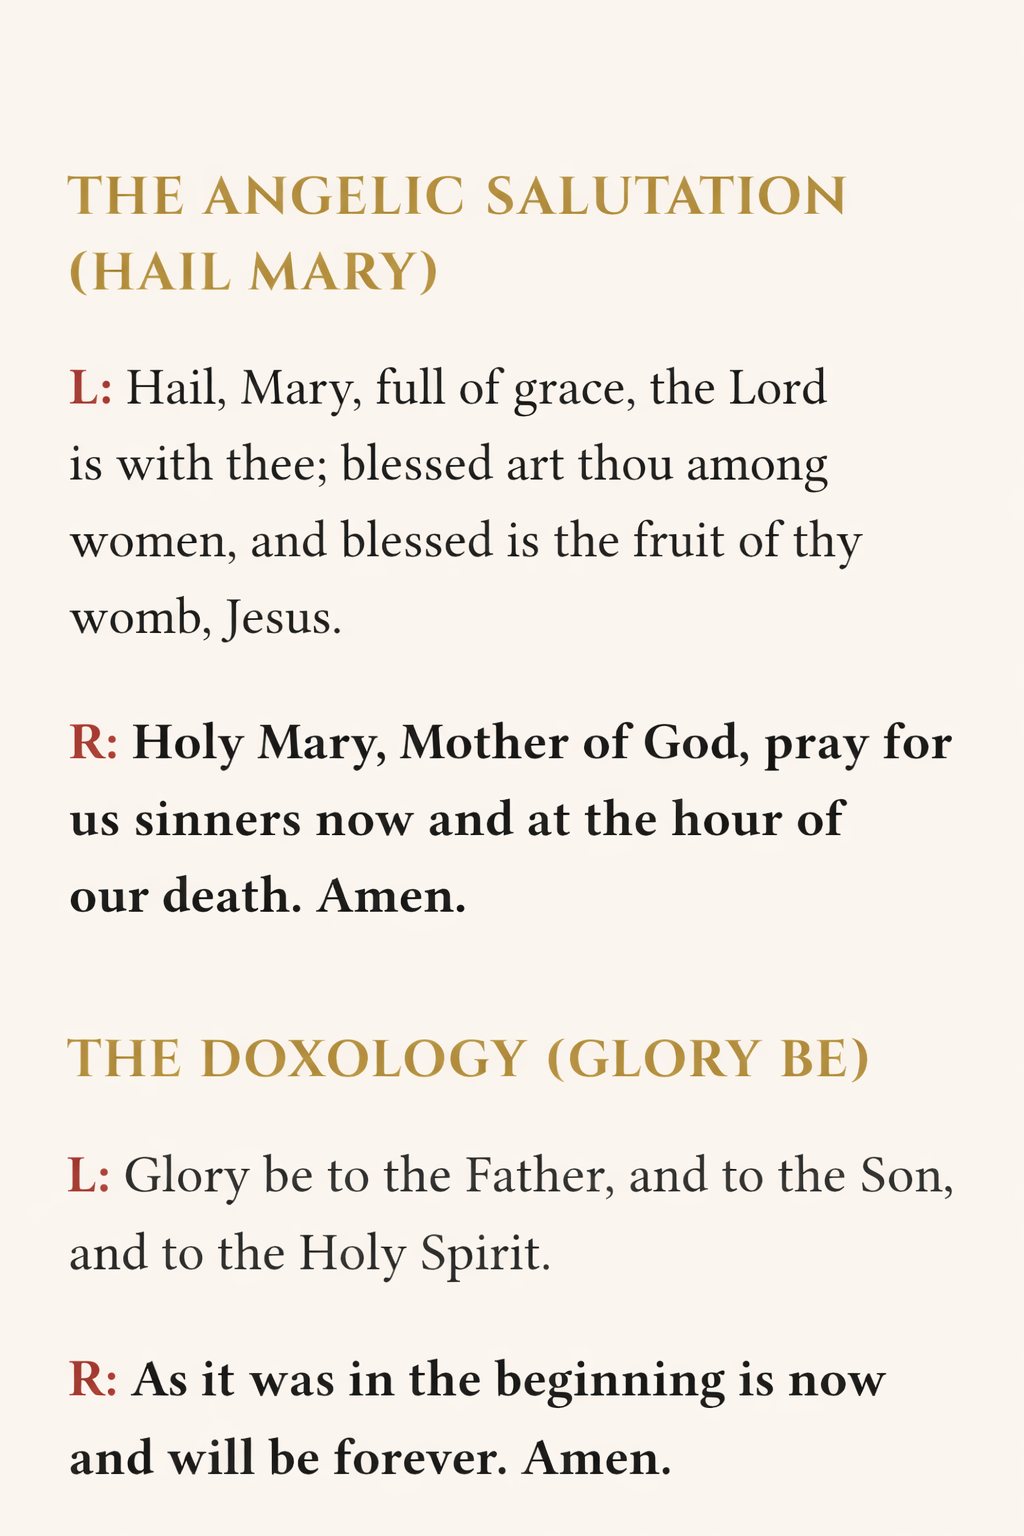 THE ANGELIC SALUTATION
(HAIL MARY)
L: Hail, Mary, full of grace, the Lord
is with thee; blessed art thou among
women, and blessed is the fruit of thy
womb, Jesus.
R: Holy Mary, Mother of God, pray for
us sinners now and at the hour of
our death. Amen.
THE DOXOLOGY (GLORY BE)
L: Glory be to the Father, and to the Son,
and to the Holy Spirit.
R: As it was in the beginning is now
and will be forever. Amen.